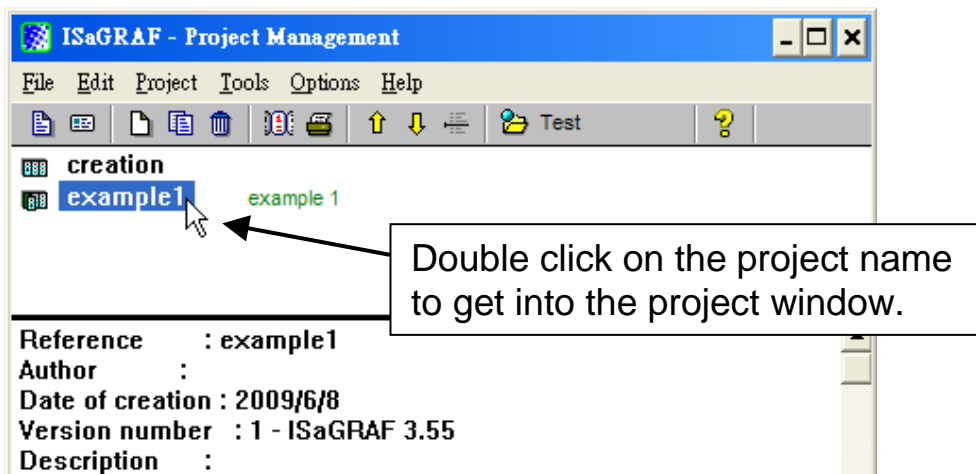 ISaGRAF - Project Management
File Edit Project Tools Options Help
Test
creation
example1 example 1
Double click on the project name
to get into the project window.
Reference : example1
Author :
Date of creation : 2009/6/8
Version number : 1 - ISaGRAF 3.55
Description :